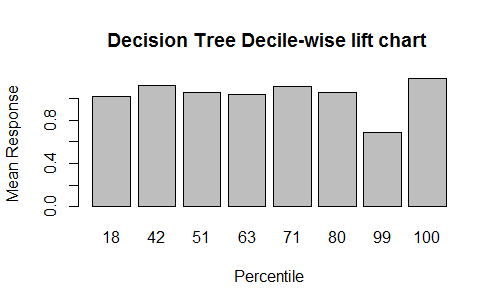 Decision Tree Decile-wise lift chart
Mean Response
0.8
0.4
0.0
18 42 51 63 71 80 99 100
Percentile